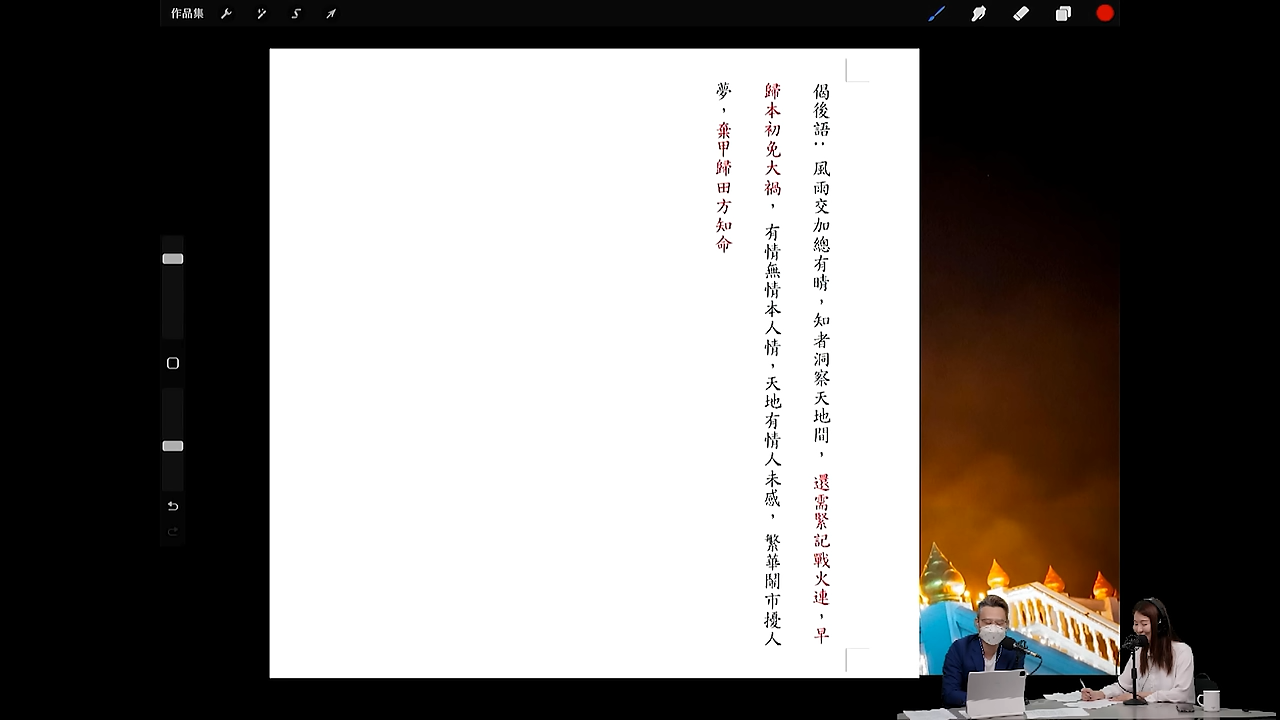 作品集
偈後語：風雨交加總有晴，知者洞察天地間，還需緊記戰火連，早
歸本初免大禍，有情無情本人情，天地有情人未感，繁華鬧市擾人
夢，棄甲歸田方知命